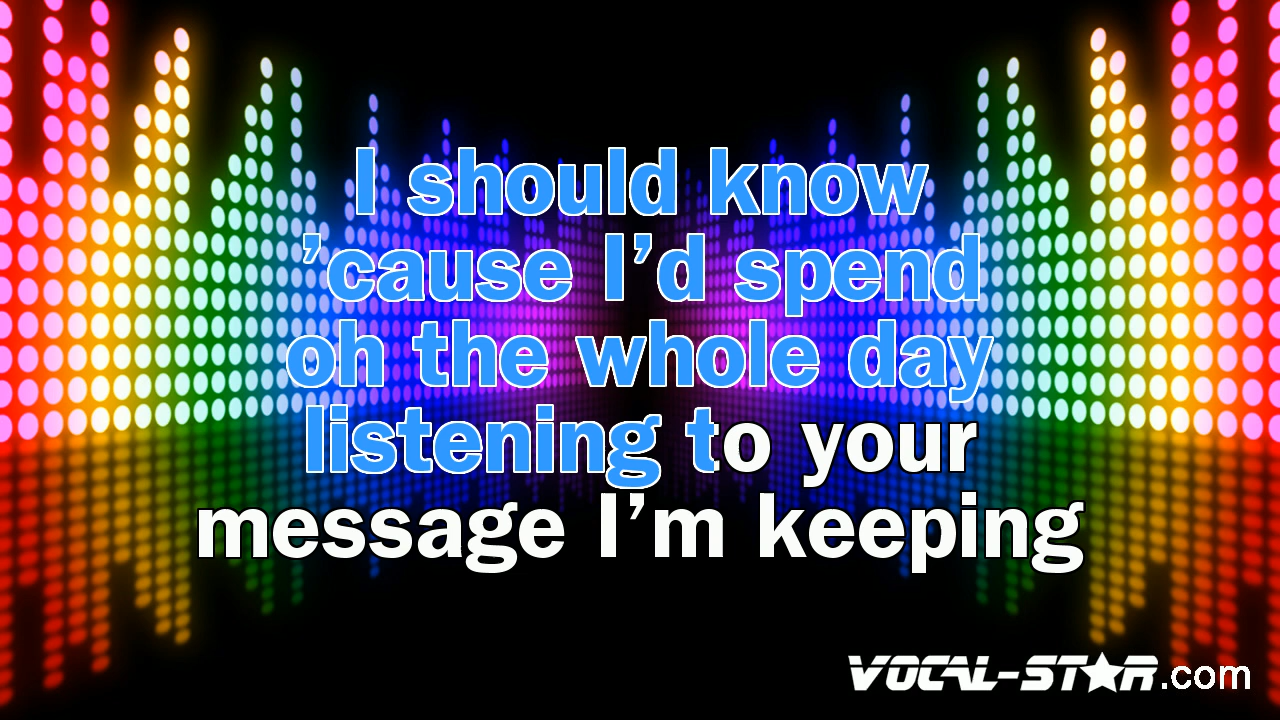 I should know
’cause I’d spend
oh the whole day
listening to your
message I’m keeping
VOCAL-STAR.com